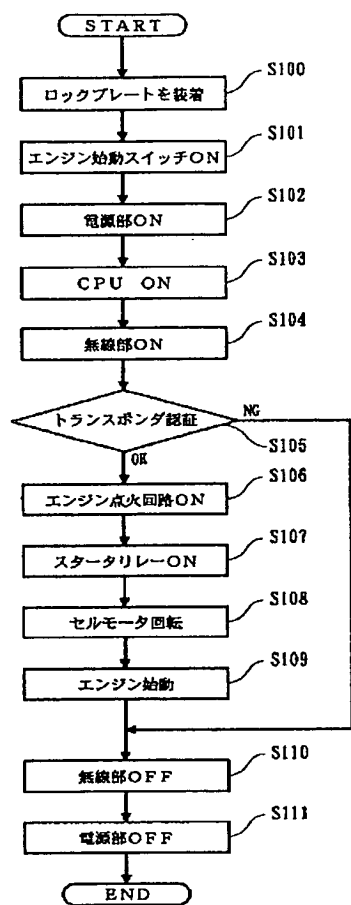 START
S100
ロックプレートを装着
S101
エンジン始動スイッチON
S102
電源部ON
S103
CPU ON
S104
無線部ON
トランスポンダ認証
NG
S105
OK
S106
エンジン点火回路ON
S107
スタータリレーON
S108
セルモータ回転
S109
エンジン始動
S110
無線部OFF
S111
電源部OFF
END